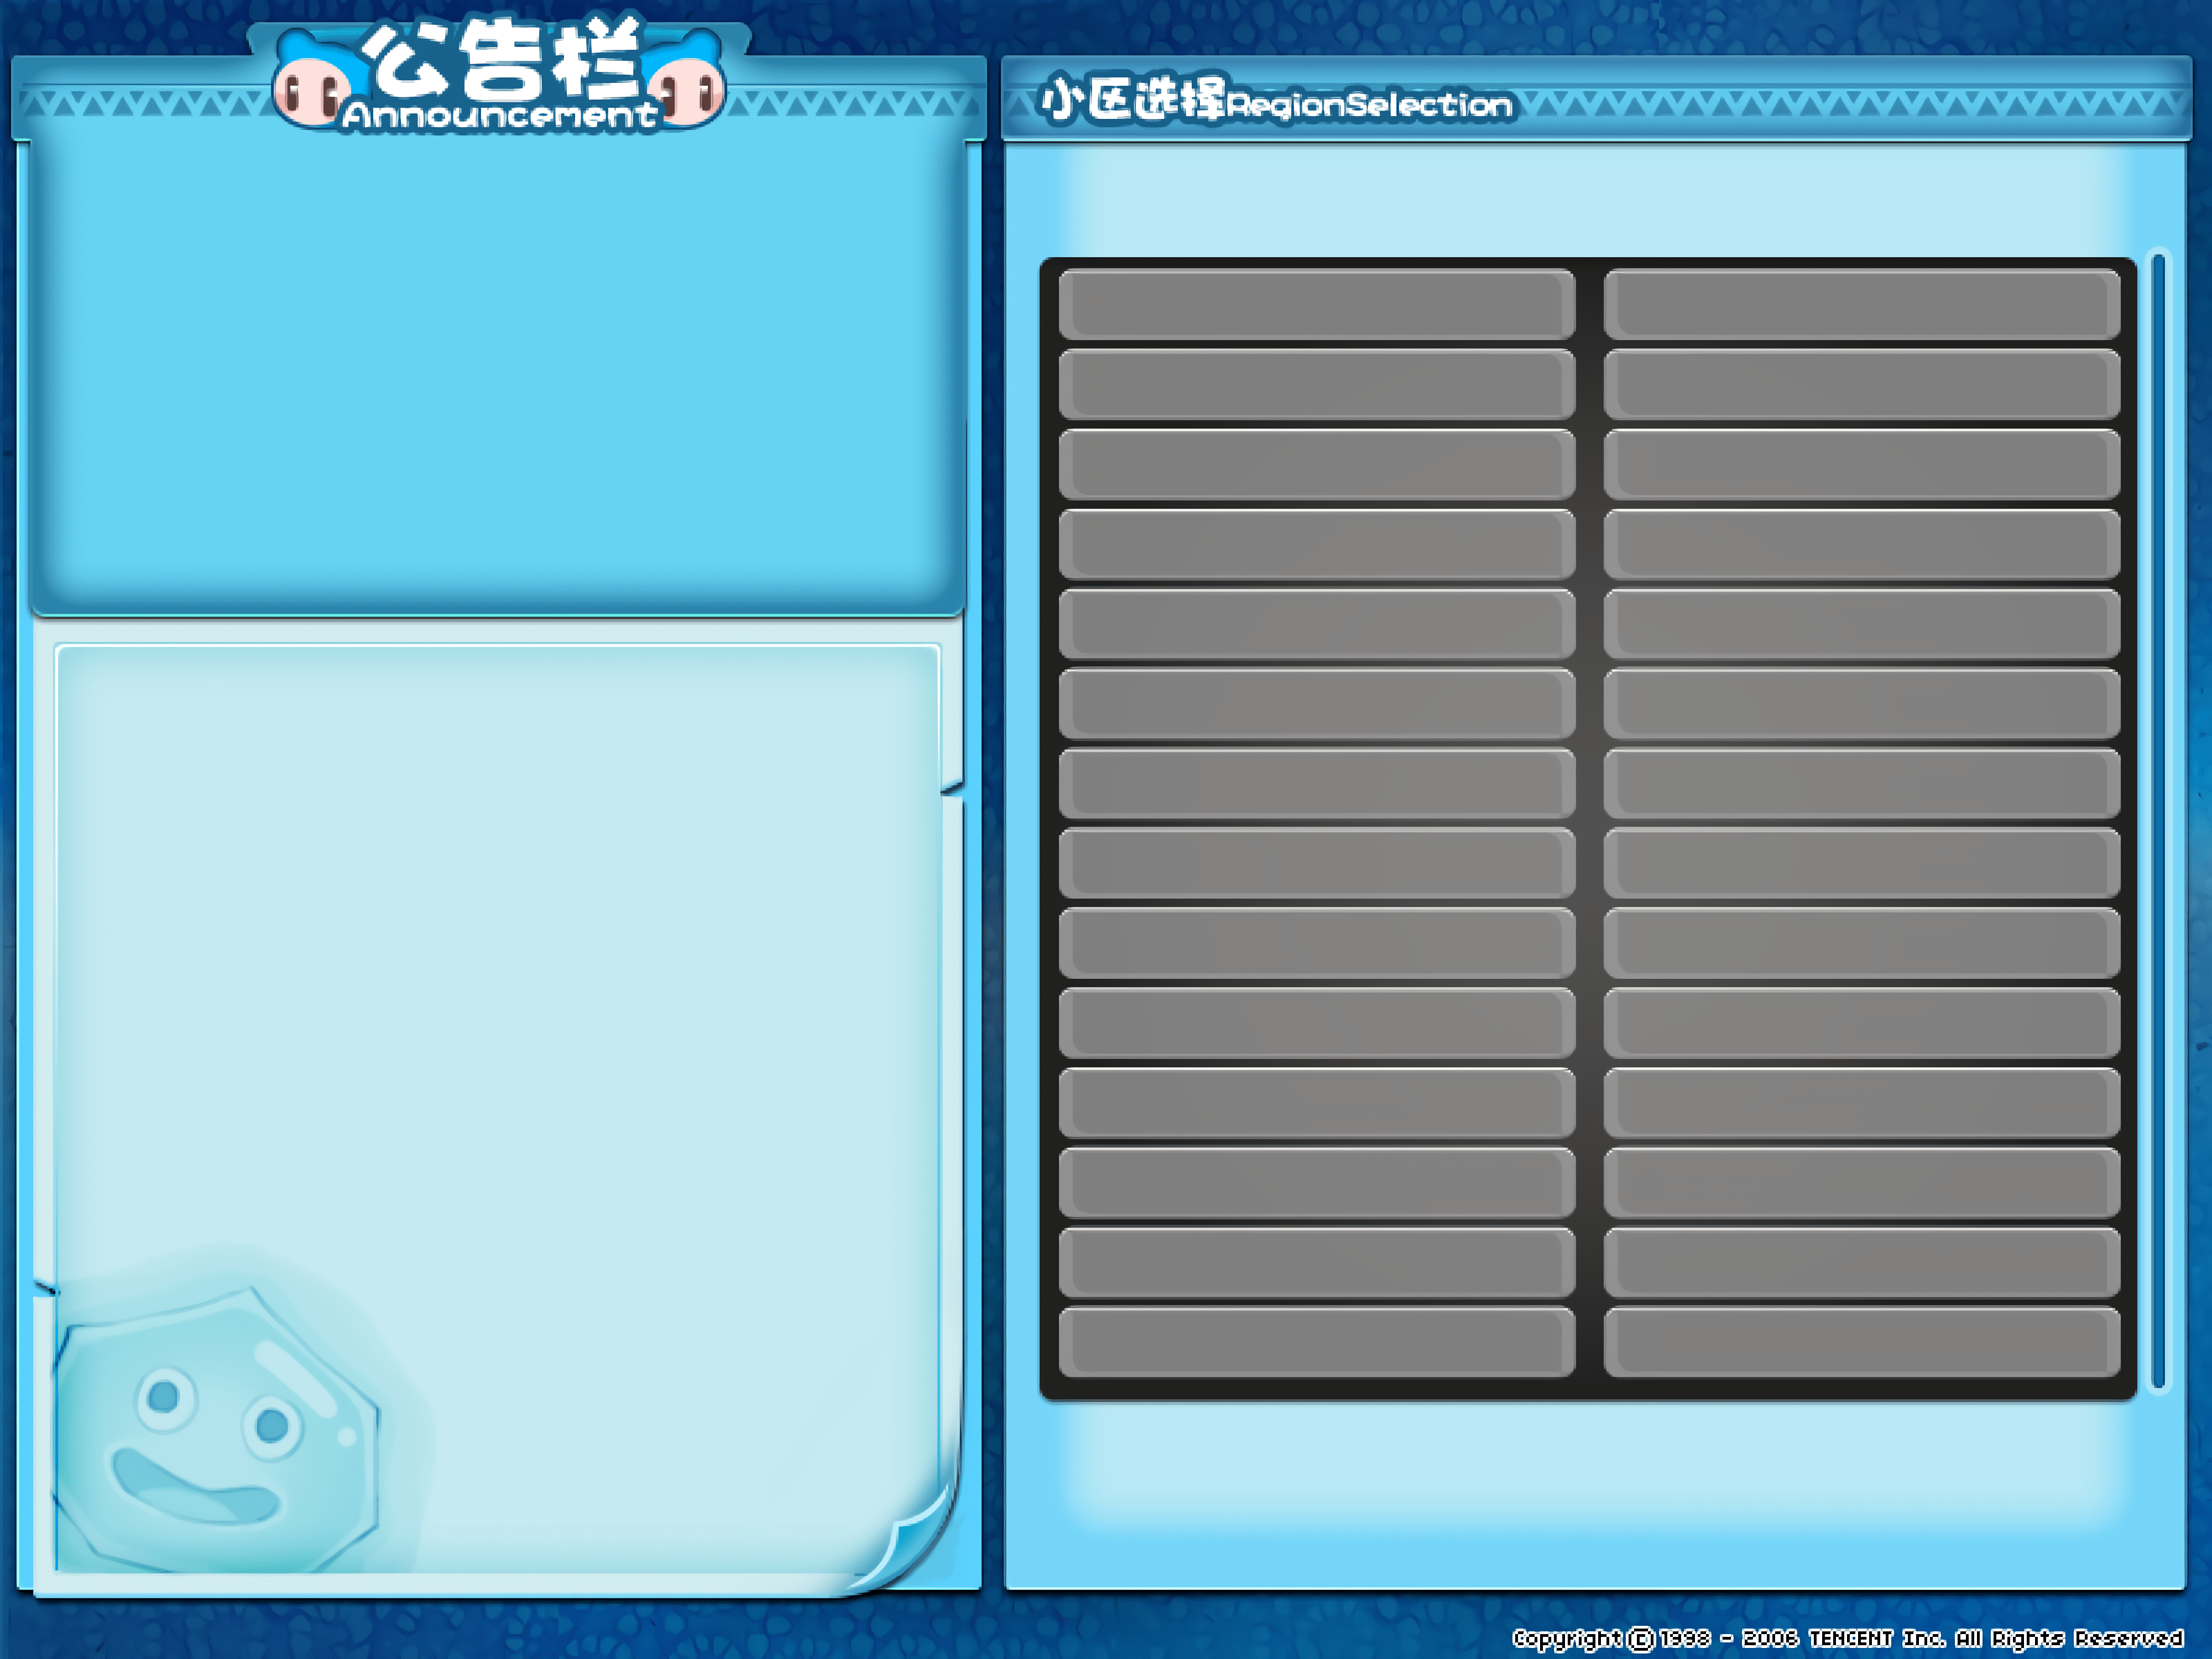 公告栏
Announcement
小区选择RegionSelection
Copyright©1998 - 2006 TENCENT Inc. All Rights Reserved